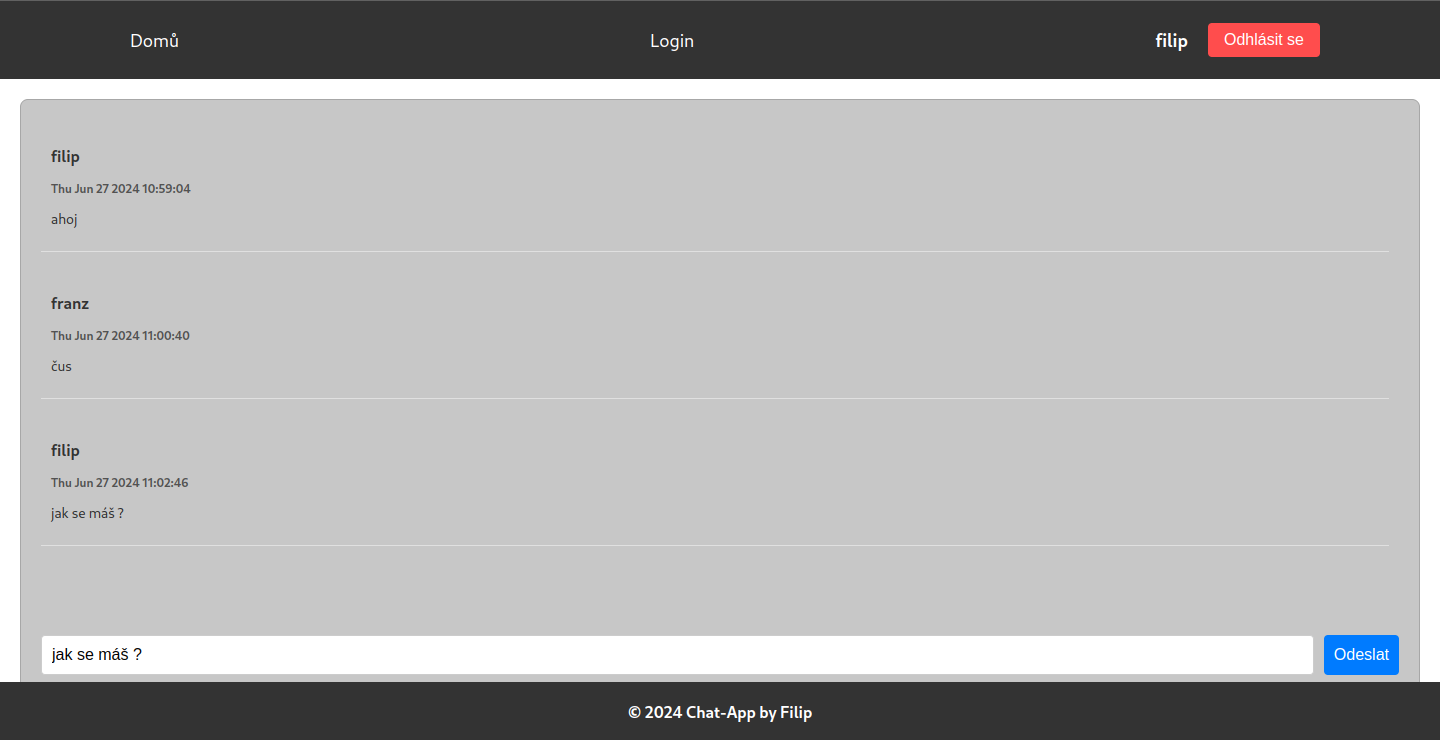 Domů Login filip Odhlásit se
filip
Thu Jun 27 2024 10:59:04
ahoj
franz
Thu Jun 27 2024 11:00:40
čus
filip
Thu Jun 27 2024 11:02:46
jak se máš ?
jak se máš ? Odeslat
© 2024 Chat-App by Filip